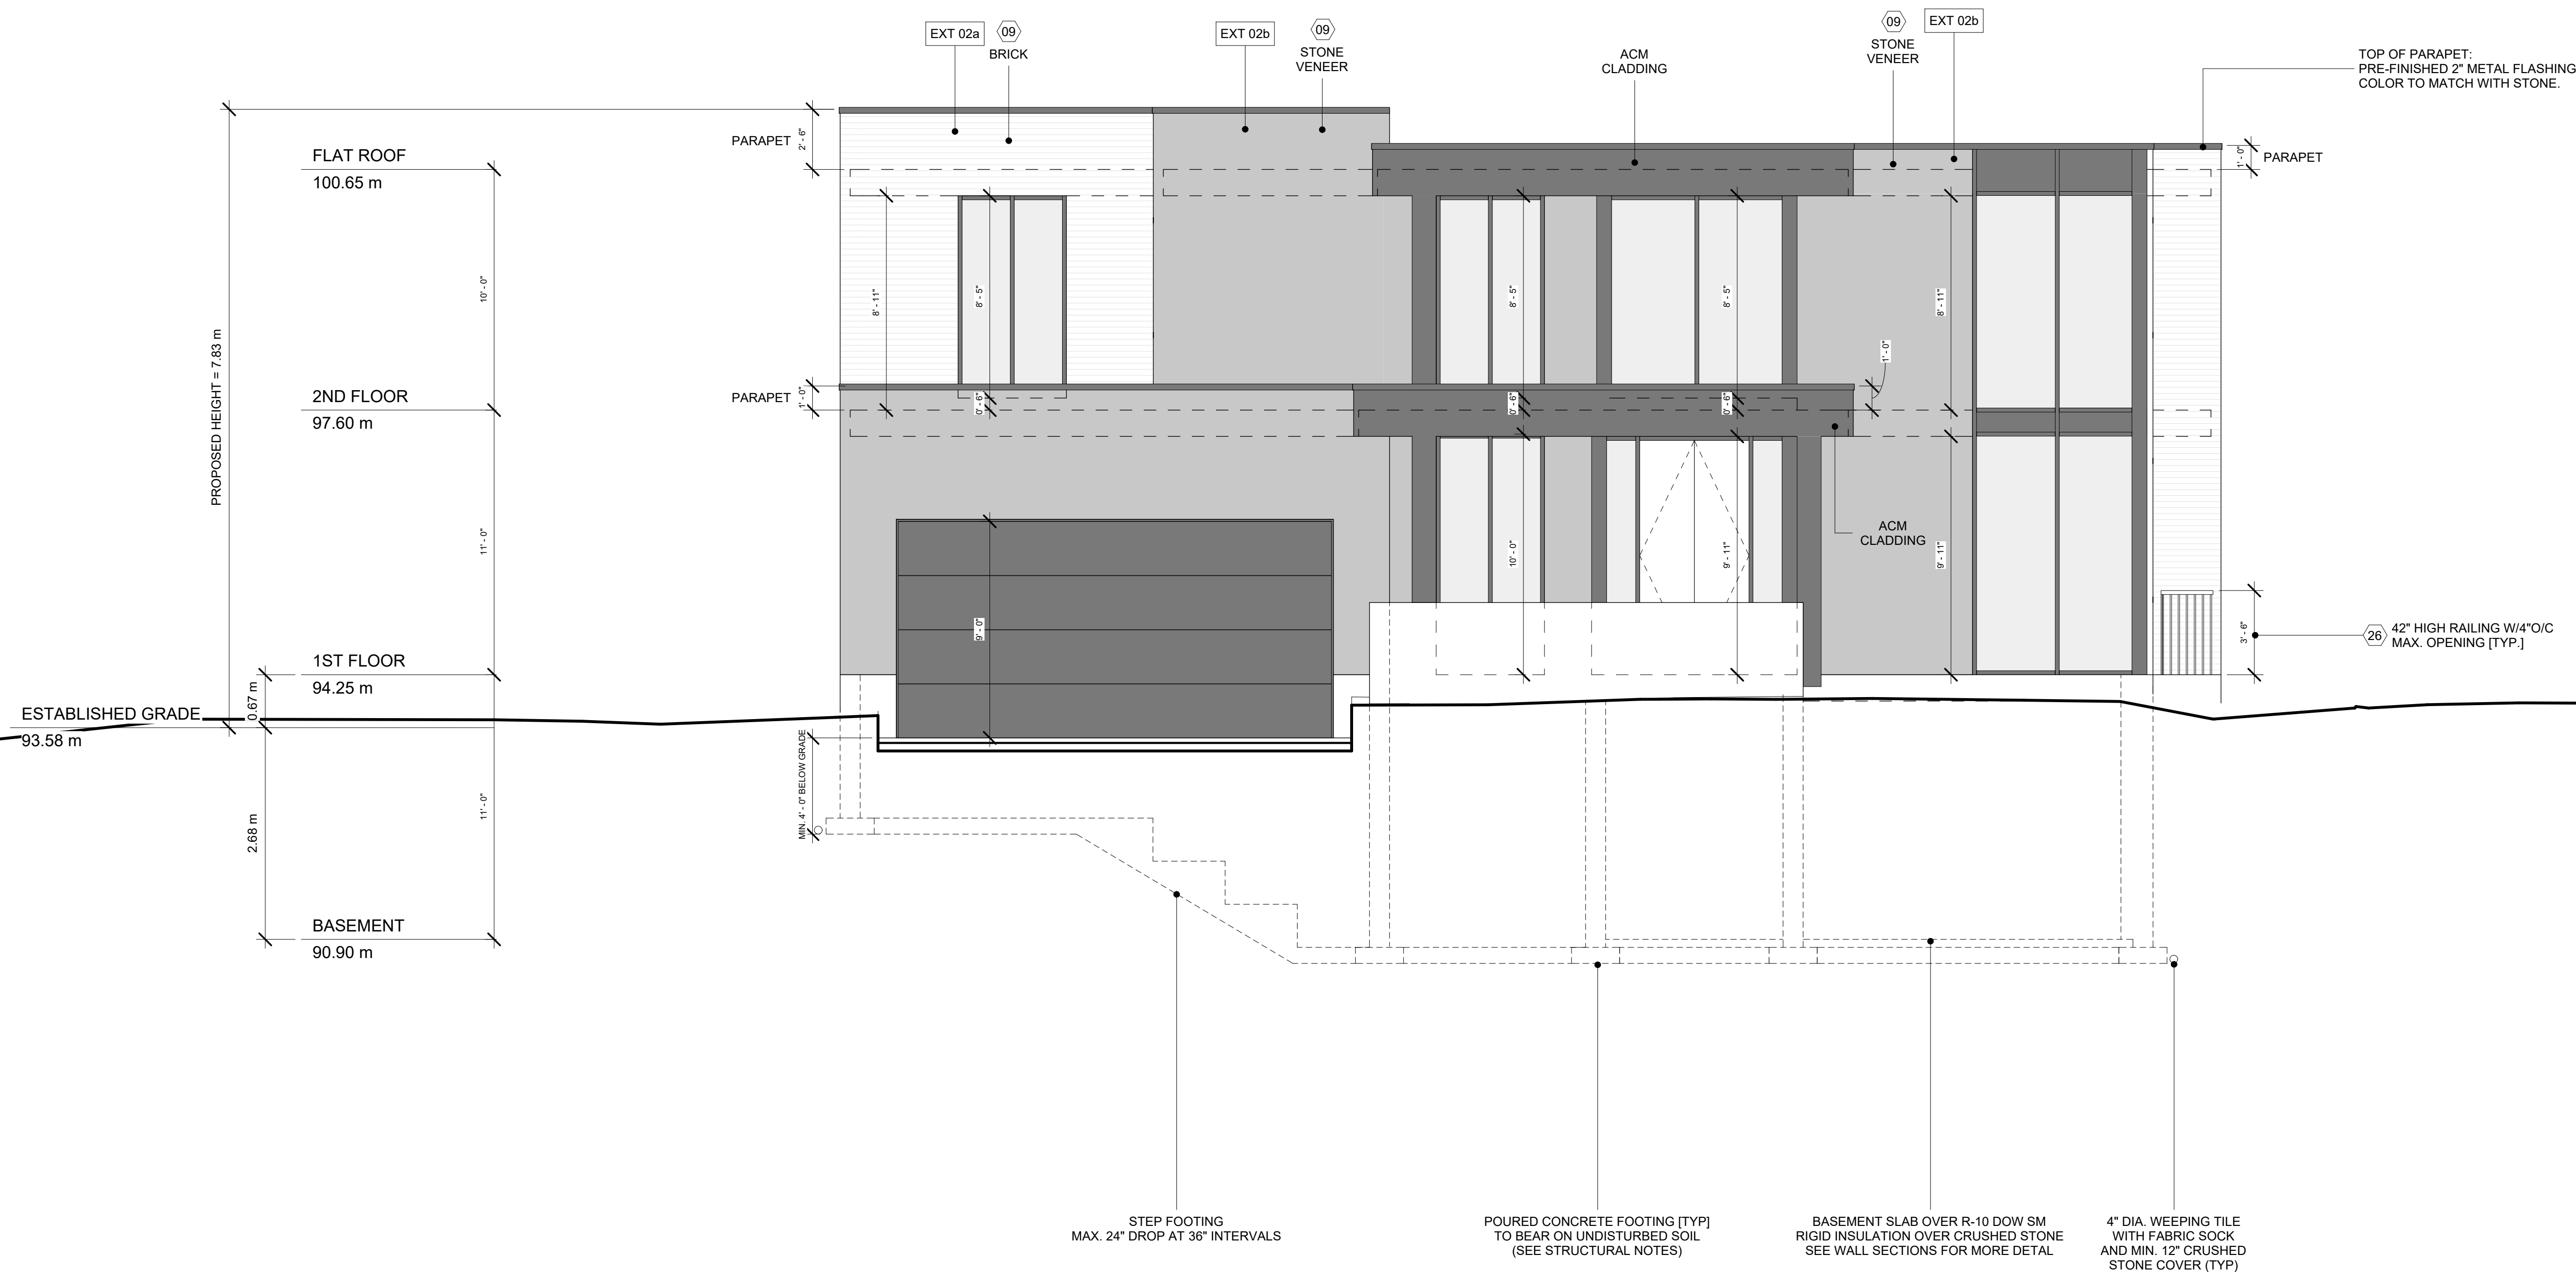 EXT 02a
09
BRICK
EXT 02b
09
STONE
VENEER
ACM
CLADDING
09
STONE
VENEER
EXT 02b
TOP OF PARAPET:
PRE-FINISHED 2" METAL FLASHING
COLOR TO MATCH WITH STONE.
PARAPET
2' - 6"
1' - 0"
PARAPET
FLAT ROOF
100.65 m
10' - 0"
8' - 11"
8' - 5"
8' - 5"
8' - 5"
8' - 11"
1' - 0"
PROPOSED HEIGHT = 7.83 m
2ND FLOOR
97.60 m
PARAPET
1' - 0"
0' - 6"
0' - 6"
0' - 6"
11' - 0"
9' - 0"
10' - 0"
9' - 11"
ACM
CLADDING
9' - 11"
3' - 6"
26
42" HIGH RAILING W/4"O/C
MAX. OPENING [TYP.]
1ST FLOOR
94.25 m
0.67 m
ESTABLISHED GRADE
93.58 m
MIN. 4' - 0" BELOW GRADE
2.68 m
11' - 0"
BASEMENT
90.90 m
STEP FOOTING
MAX. 24" DROP AT 36" INTERVALS
POURED CONCRETE FOOTING [TYP]
TO BEAR ON UNDISTURBED SOIL
(SEE STRUCTURAL NOTES)
BASEMENT SLAB OVER R-10 DOW SM
RIGID INSULATION OVER CRUSHED STONE
SEE WALL SECTIONS FOR MORE DETAL
4" DIA. WEEPING TILE
WITH FABRIC SOCK
AND MIN. 12" CRUSHED
STONE COVER (TYP)